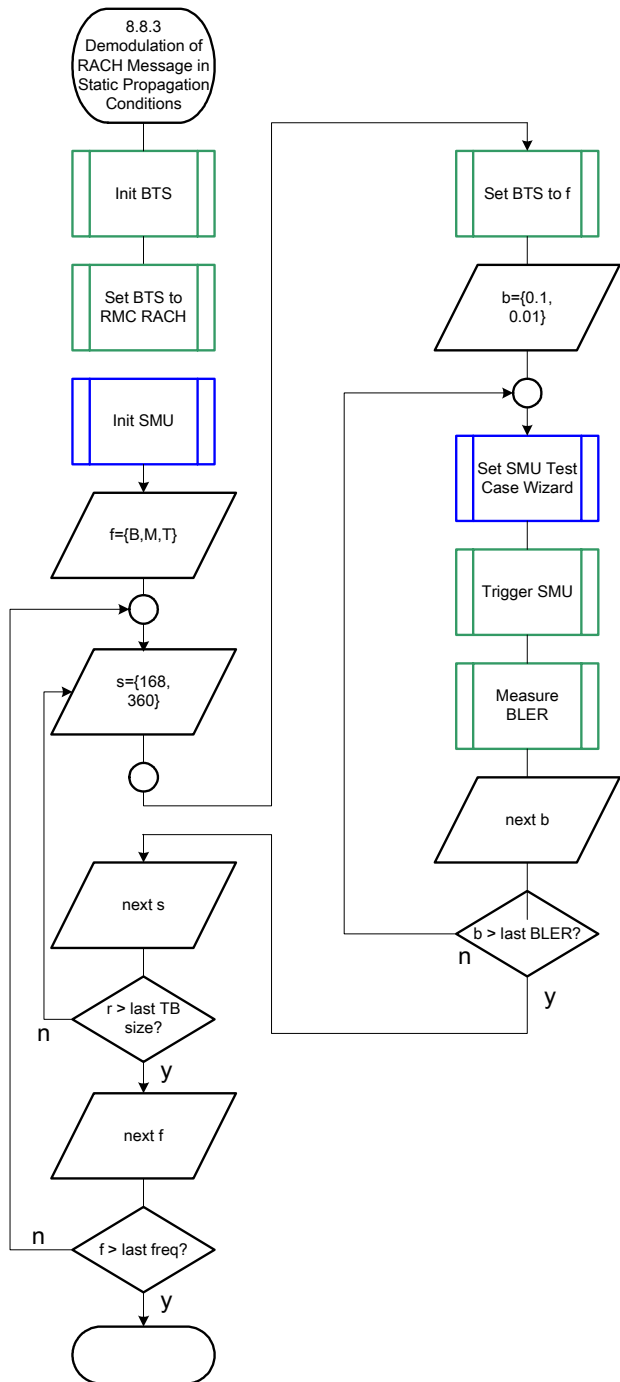 8.8.3
Demodulation of
RACH Message in
Static Propagation
Conditions
Init BTS
Set BTS to
RMC RACH
Init SMU
f={B,M,T}
s={168,
360}
Set BTS to f
b={0.1,
0.01}
Set SMU Test
Case Wizard
Trigger SMU
Measure
BLER
next b
b > last BLER?
n
y
next s
r > last TB
size?
n
y
next f
f > last freq?
n
y